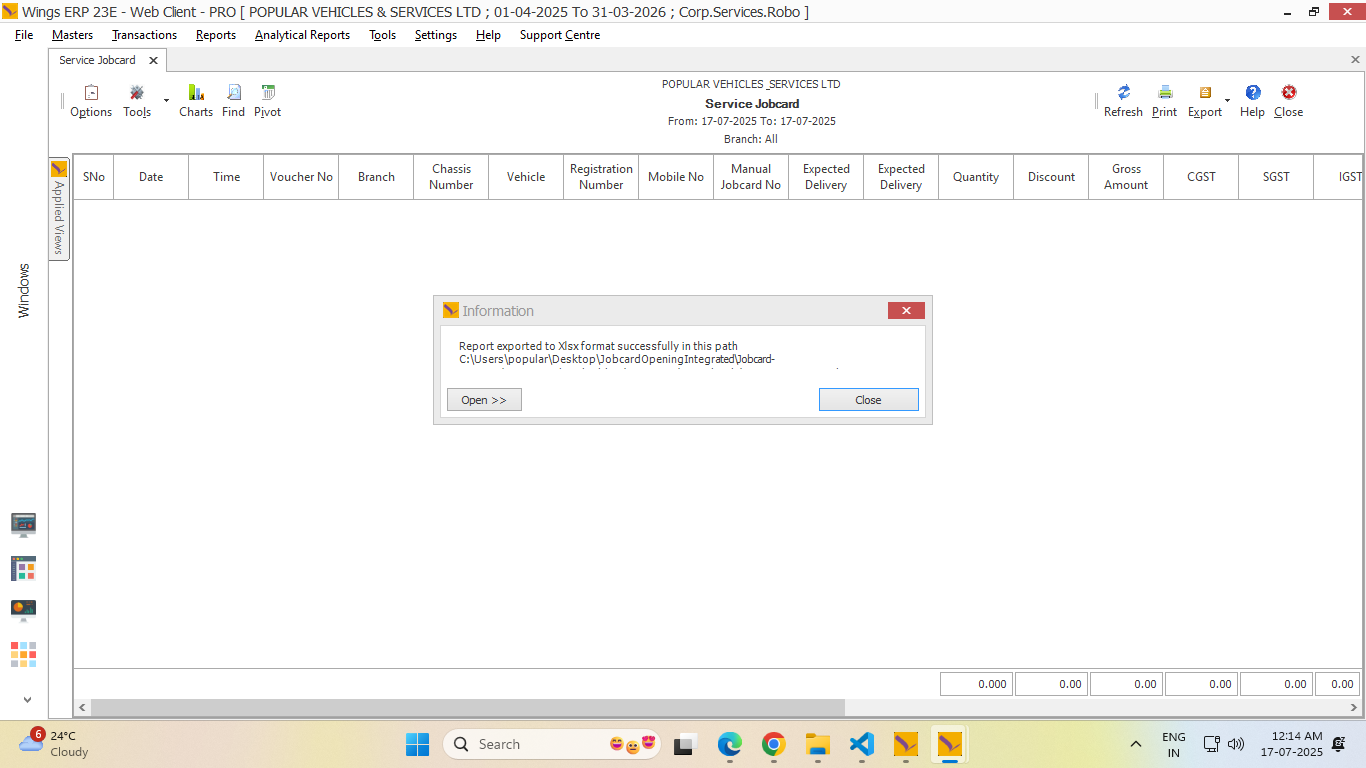 Wings ERP 23E - Web Client - PRO [ POPULAR VEHICLES & SERVICES LTD ; 01-04-2025 To 31-03-2026 ; Corp.Services.Robo ]
File Masters Transactions Reports Analytical Reports Tools Settings Help Support Centre
Service Jobcard
Options Tools Charts Find Pivot
POPULAR VEHICLES_SERVICES LTD
Service Jobcard
From: 17-07-2025 To: 17-07-2025
Branch: All
Refresh Print Export Help Close
Applied Views
Windows
SNo Date Time Voucher No Branch Chassis Number Vehicle Registration Number Mobile No Manual Jobcard No Expected Delivery Expected Delivery Quantity Discount Gross Amount CGST SGST IGST
Information
Report exported to Xlsx format successfully in this path
C:\Users\popular\Desktop\JobcardOpeningIntegrated\Jobcard-
Open >> Close
0.000 0.00 0.00 0.00 0.00 0.00
6
24°C
Cloudy
Search
ENG
IN
12:14 AM
17-07-2025